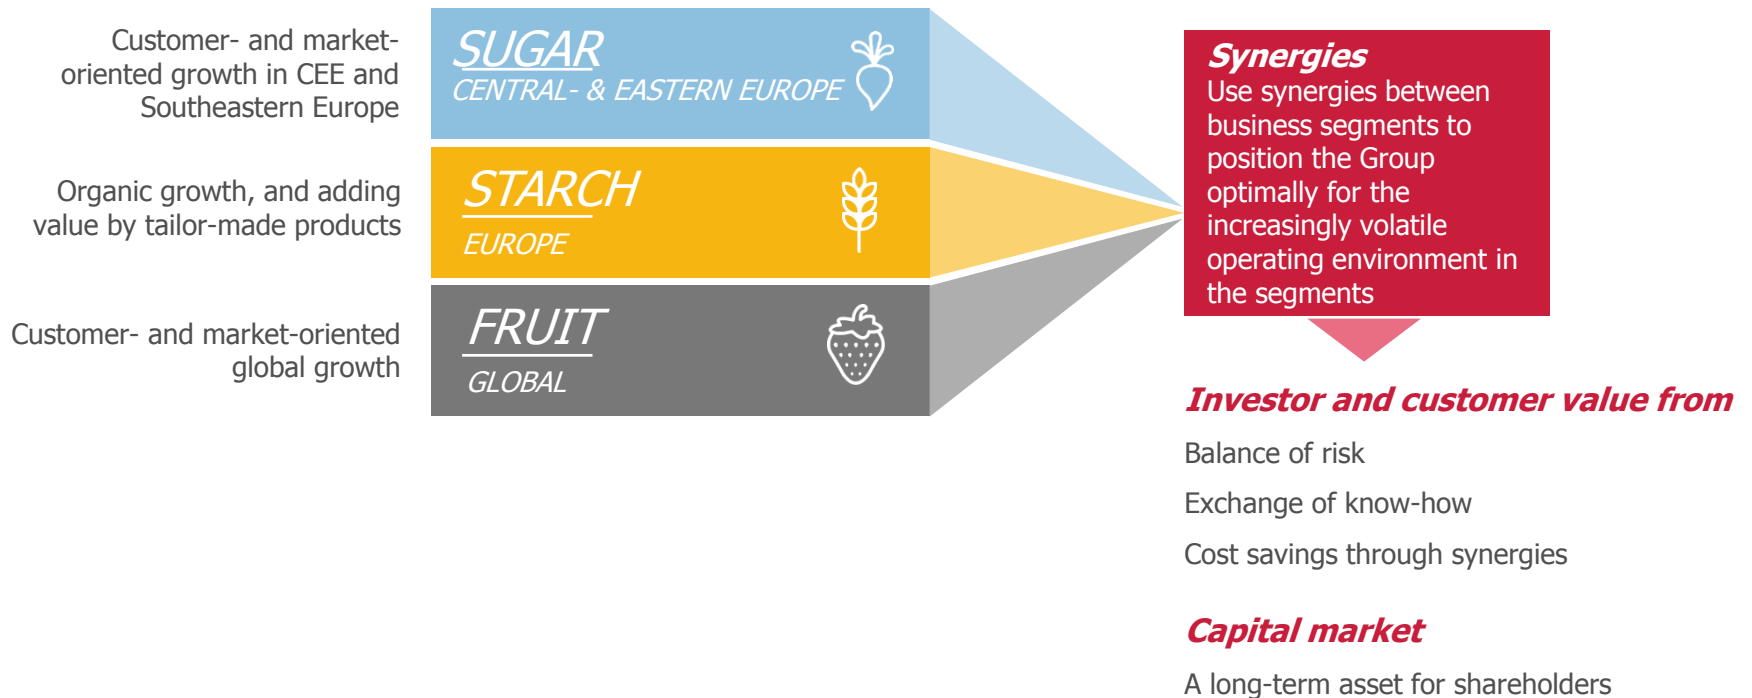 Customer- and market-
oriented growth in CEE and
Southeastern Europe
SUGAR
CENTRAL- & EASTERN EUROPE
Organic growth, and adding
value by tailor-made products
STARCH
EUROPE
Customer- and market-oriented
global growth
FRUIT
GLOBAL
Synergies
Use synergies between
business segments to
position the Group
optimally for the
increasingly volatile
operating environment in
the segments
Investor and customer value from
Balance of risk
Exchange of know-how
Cost savings through synergies
Capital market
A long-term asset for shareholders